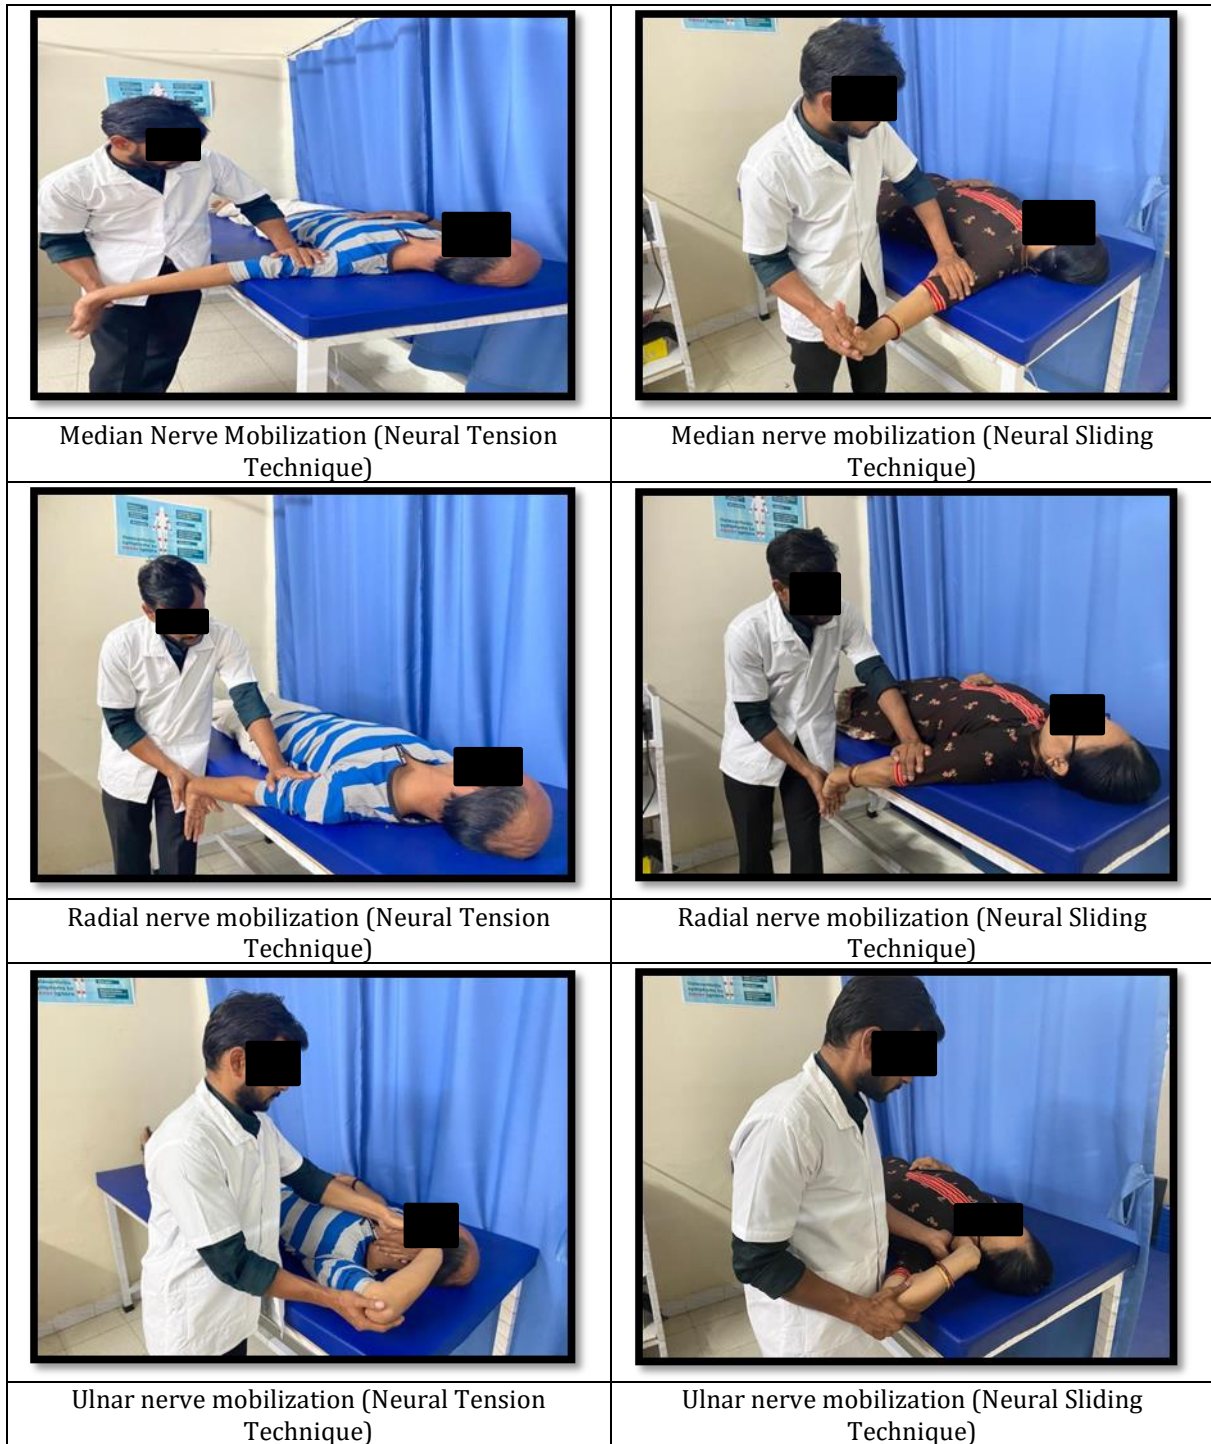 Median Nerve Mobilization (Neural Tension
Technique)
Median nerve mobilization (Neural Sliding
Technique)
Radial nerve mobilization (Neural Tension
Technique)
Radial nerve mobilization (Neural Sliding
Technique)
Ulnar nerve mobilization (Neural Tension
Technique)
Ulnar nerve mobilization (Neural Sliding
Technique)